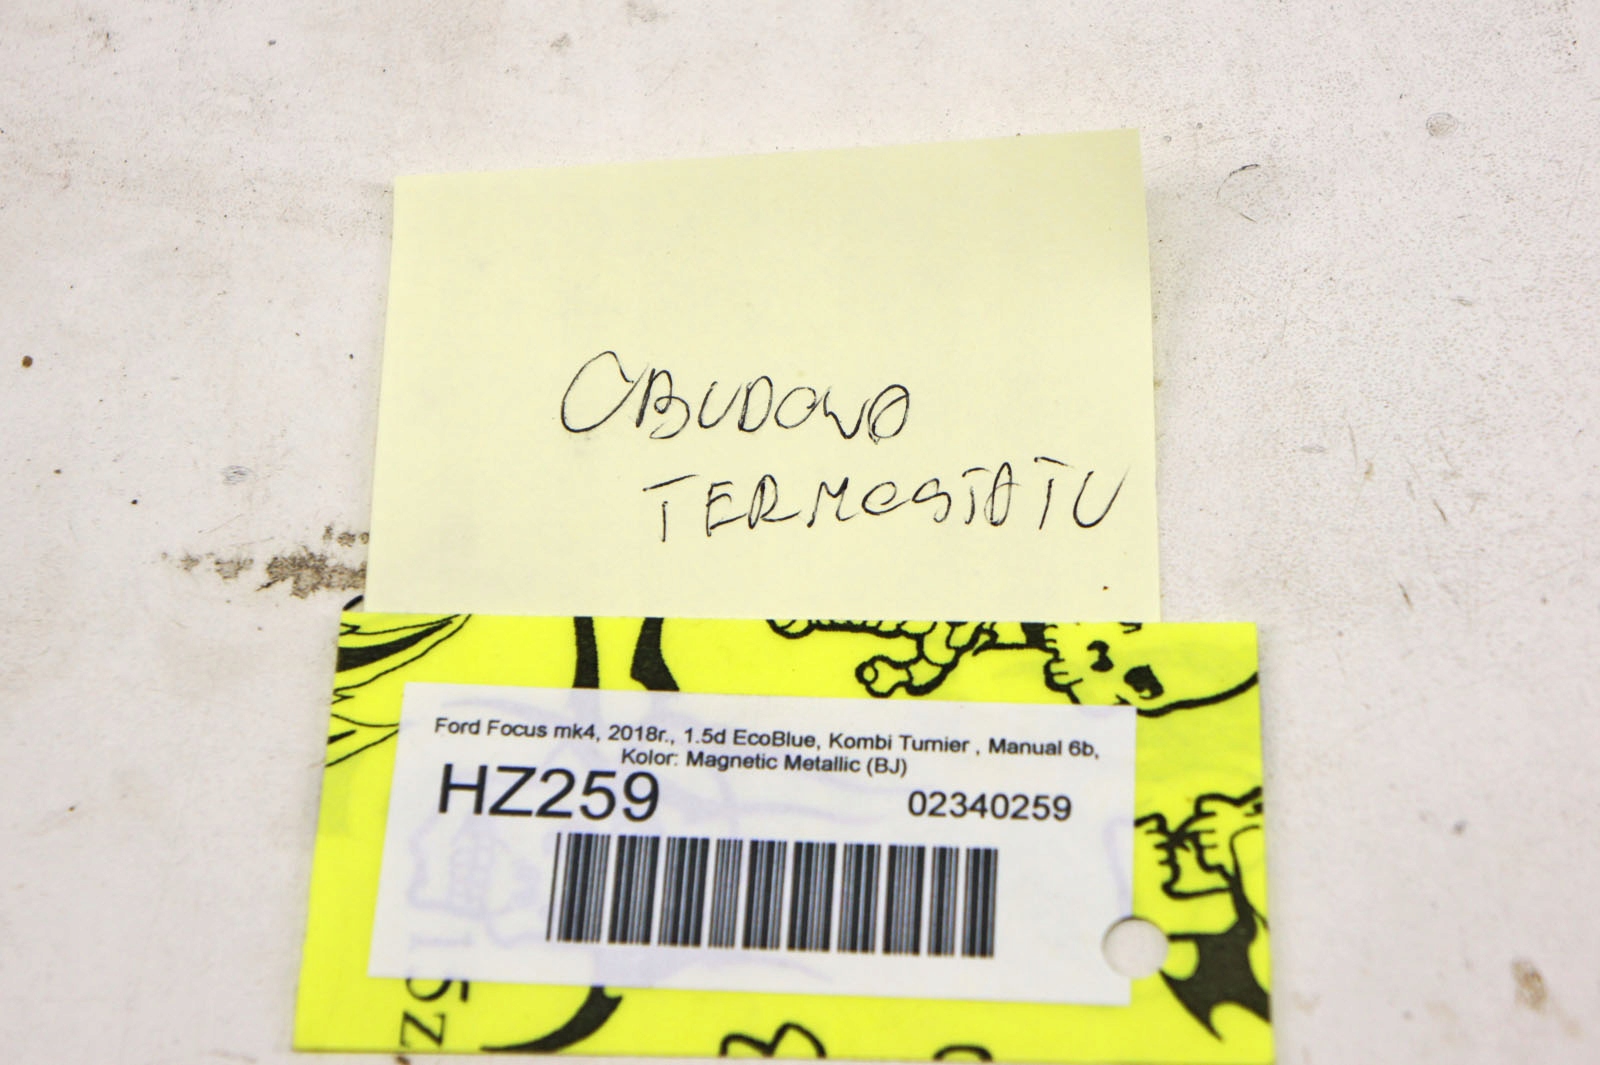 OBUDOWA
TERMOSTATU
Ford Focus mk4, 2018r., 1.5d EcoBlue, Kombi Turnier , Manual 6b,
Kolor: Magnetic Metallic (BJ)
HZ259
02340259